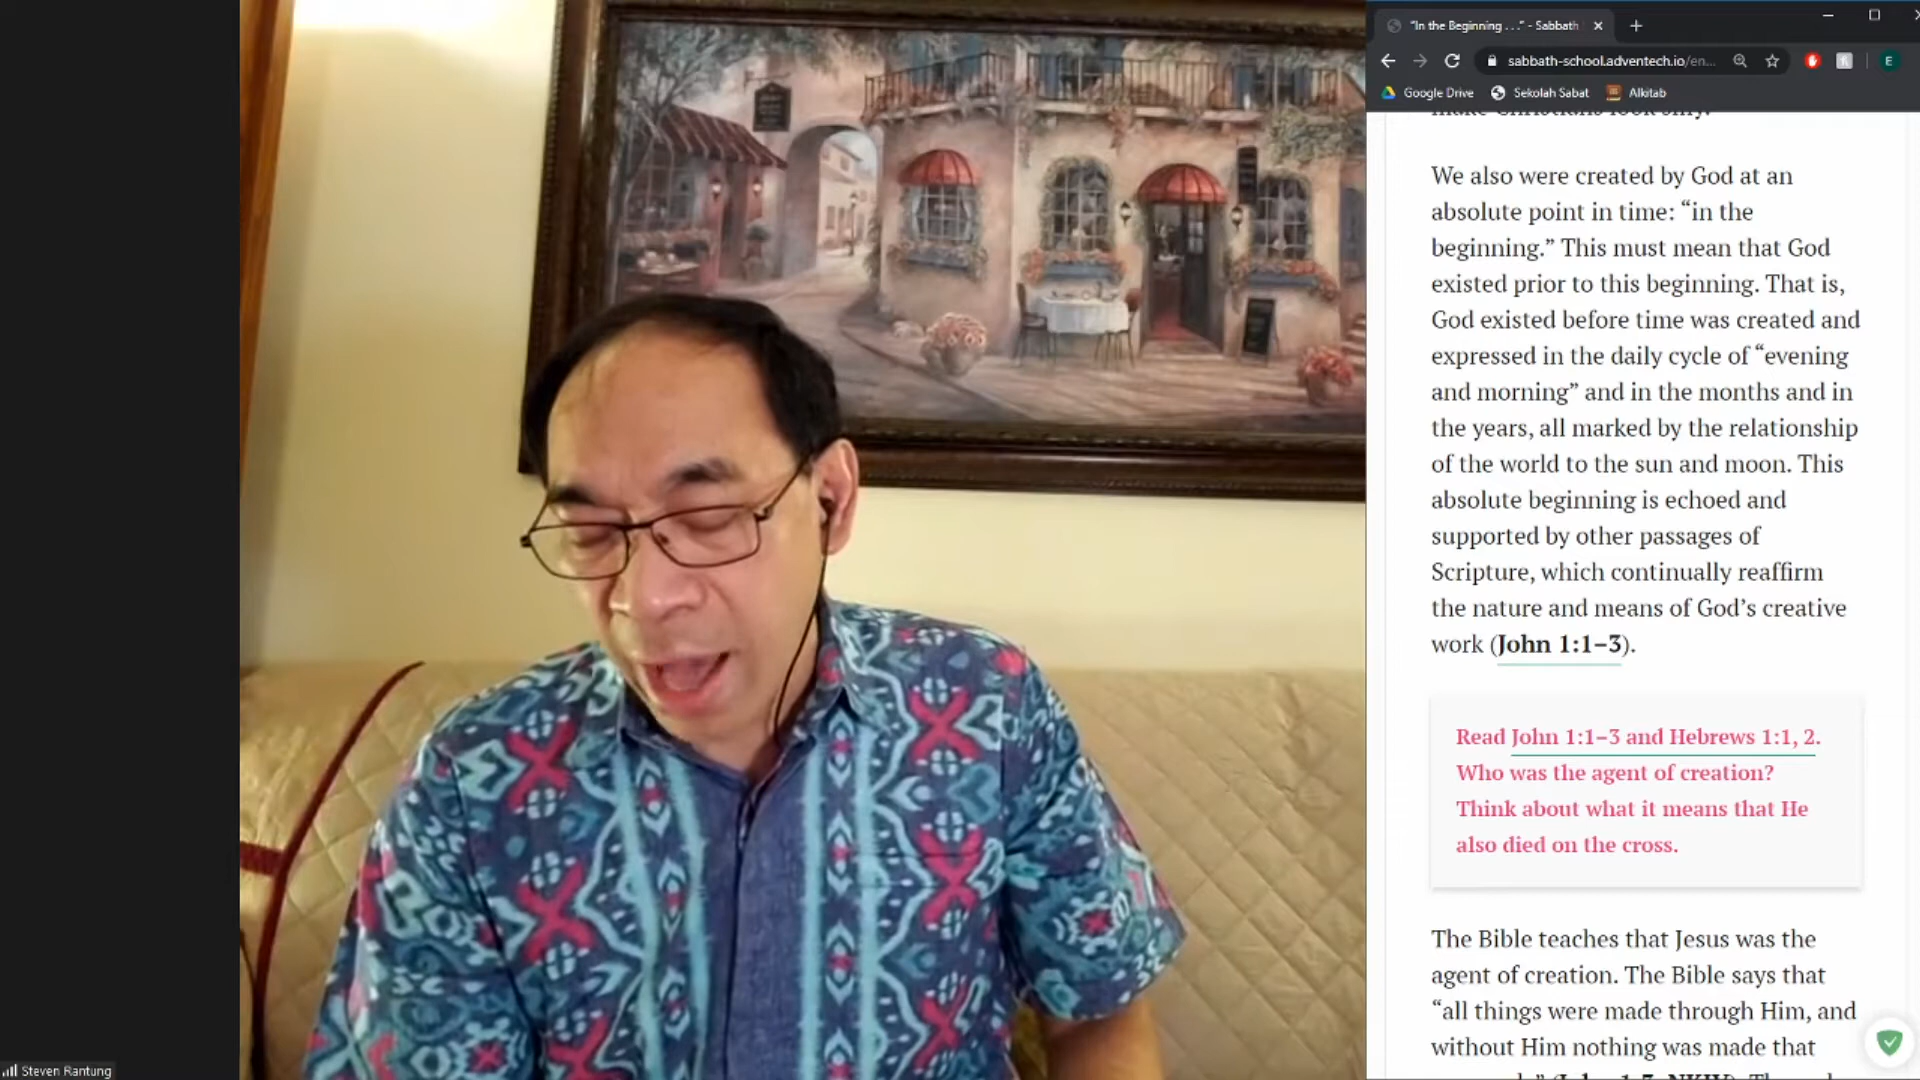 "In the Beginning . . ." - Sabbath
sabbath-school.adventech.io/en...
E
Google Drive
Sekolah Sabat
Alkitab
make Christians look silly.
We also were created by God at an
absolute point in time: “in the
beginning.” This must mean that God
existed prior to this beginning. That is,
God existed before time was created and
expressed in the daily cycle of “evening
and morning” and in the months and in
the years, all marked by the relationship
of the world to the sun and moon. This
absolute beginning is echoed and
supported by other passages of
Scripture, which continually reaffirm
the nature and means of God’s creative
work (John 1:1–3).
Read John 1:1–3 and Hebrews 1:1, 2.
Who was the agent of creation?
Think about what it means that He
also died on the cross.
The Bible teaches that Jesus was the
agent of creation. The Bible says that
“all things were made through Him, and
without Him nothing was made that
Steven Rantung